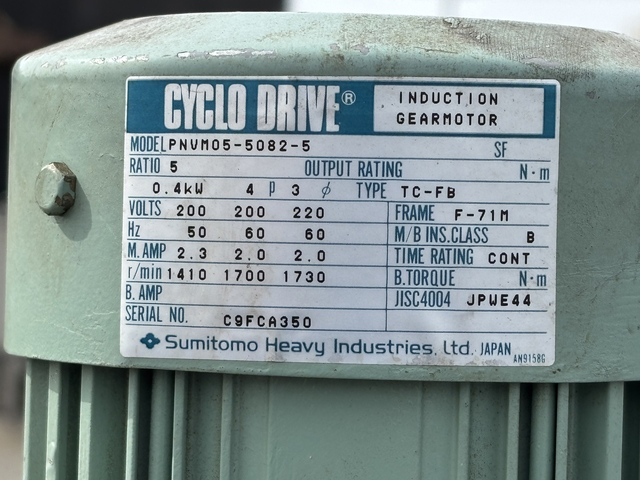 CYCLO DRIVE® INDUCTION GEARMOTOR
MODEL PNVM05-5082-5 SF
RATIO 5 OUTPUT RATING N·m
0.4kW 4 P 3 ϕ TYPE TC-FB
VOLTS 200 200 220 FRAME F-71M
Hz 50 60 60 M/B INS.CLASS B
M. AMP 2.3 2.0 2.0 TIME RATING CONT
r/min 1410 1700 1730 B.TORQUE N·m
B. AMP JISC4004 JPWE44
SERIAL NO. C9FCA350
Sumitomo Heavy Industries, Ltd. JAPAN
AN915BG